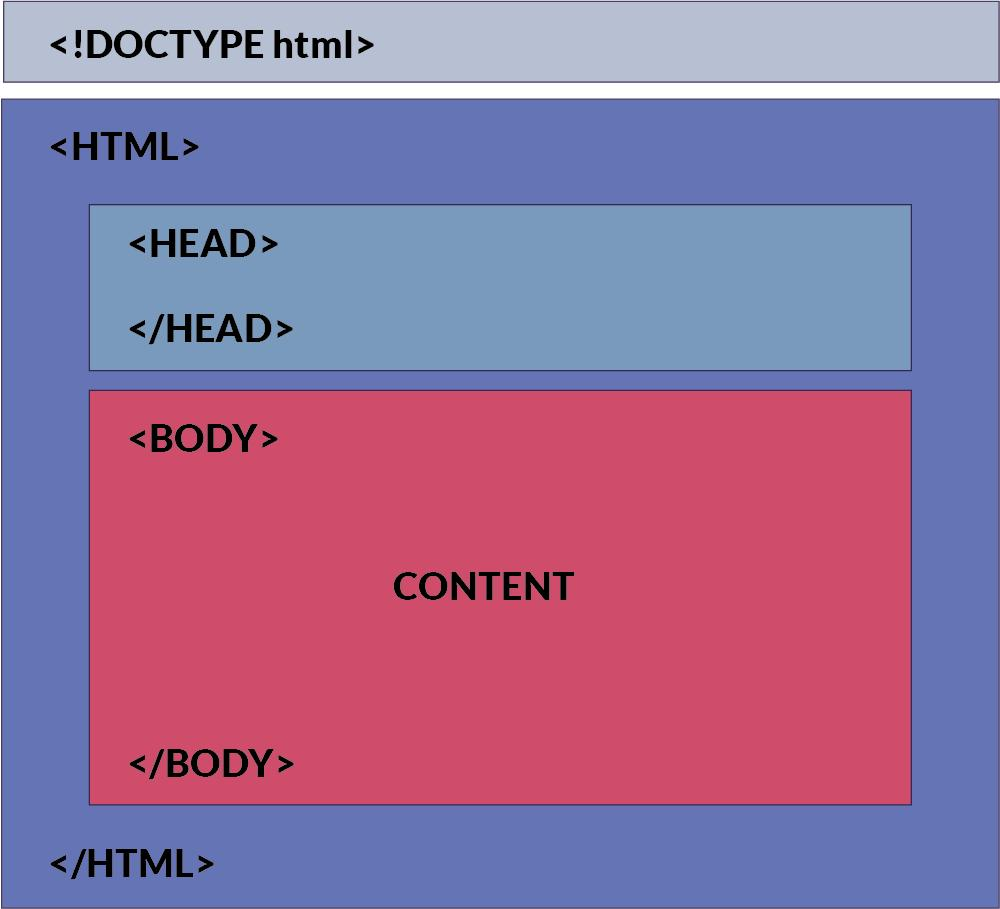 <!DOCTYPE html>
<HTML>
<HEAD>
</HEAD>
<BODY>
CONTENT
</BODY>
</HTML>